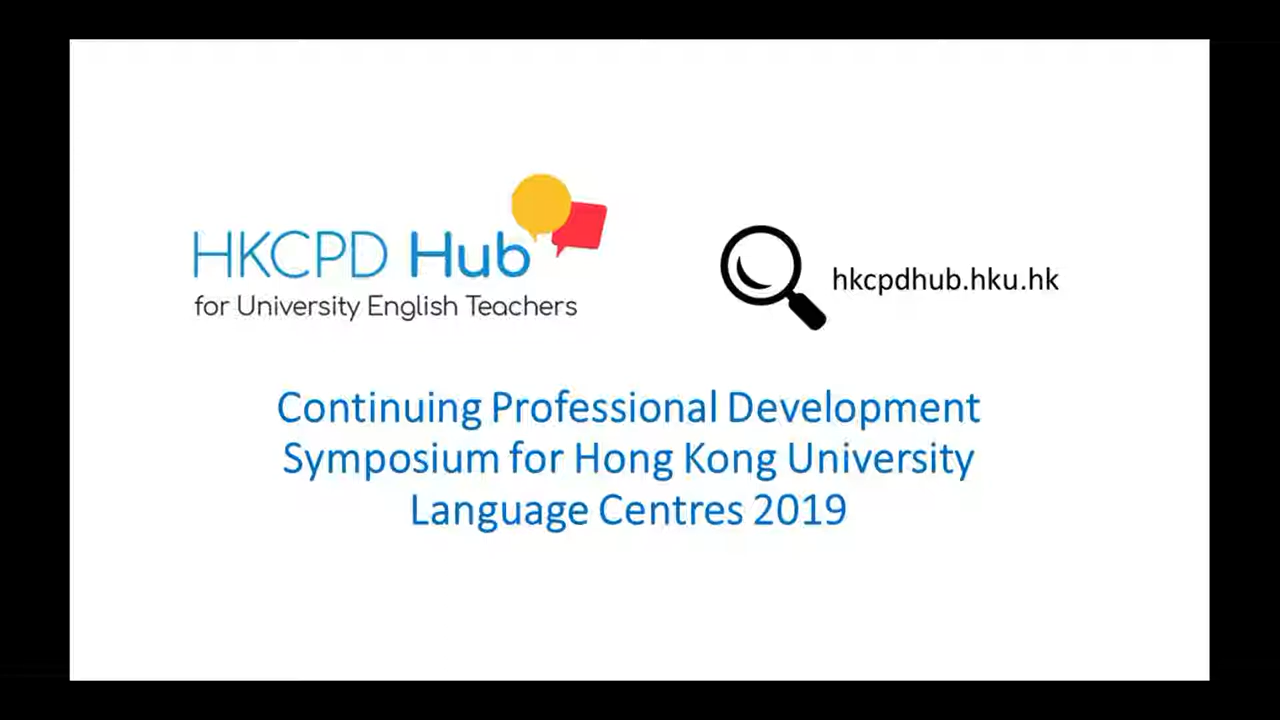 HKCPD Hub
for University English Teachers
hkcpdhub.hku.hk
Continuing Professional Development
Symposium for Hong Kong University
Language Centres 2019